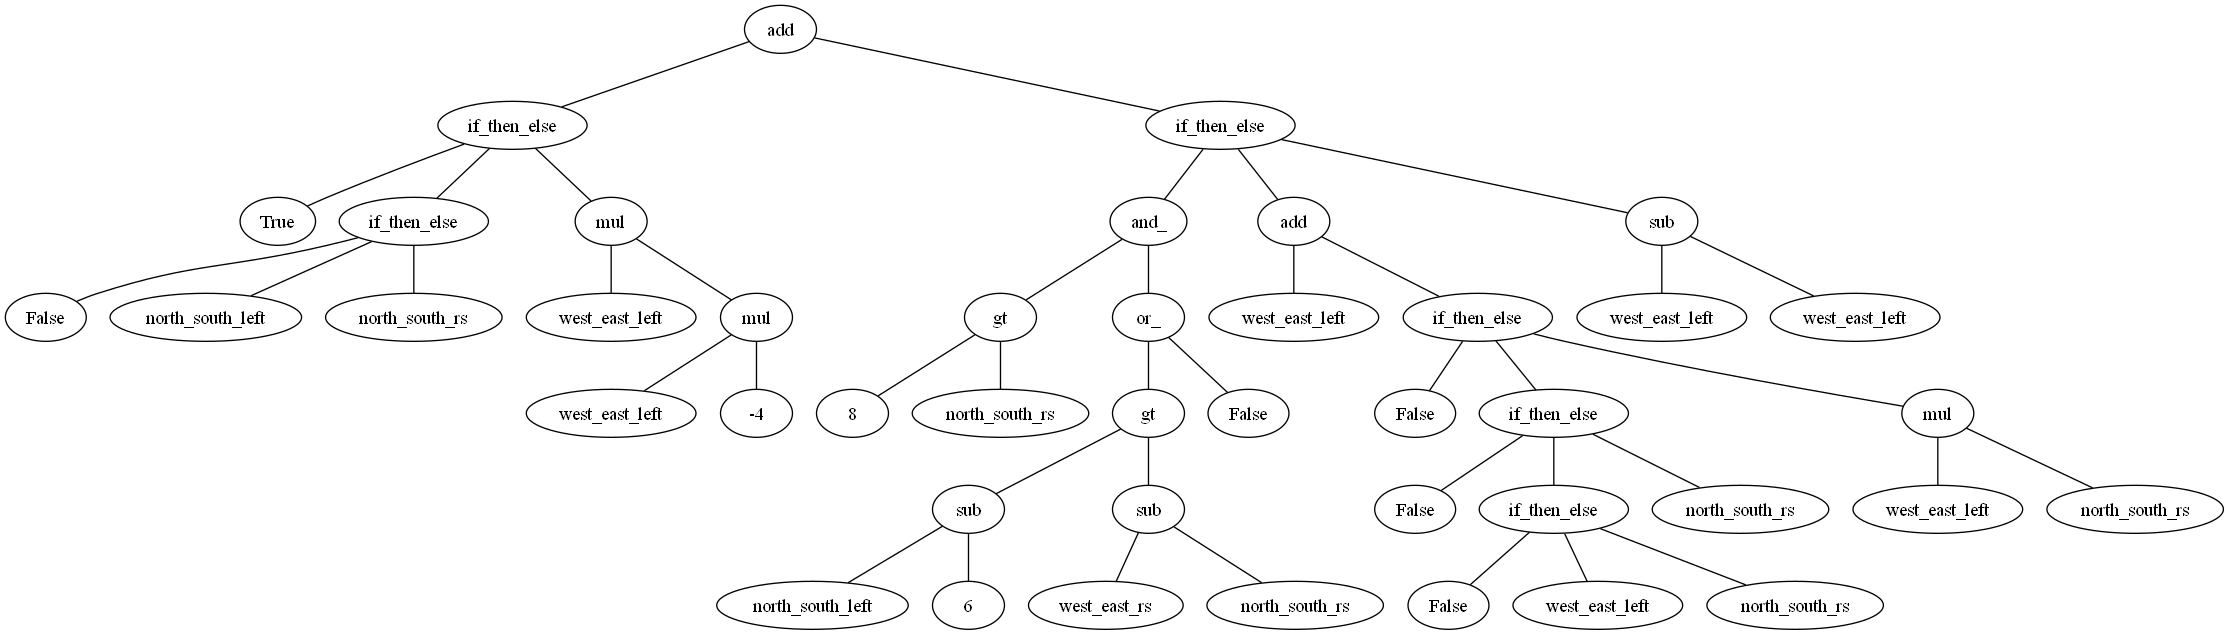 add
if_then_else if_then_else
True if_then_else mul and_ add sub
False north_south_left north_south_rs west_east_left mul gt or_ west_east_left if_then_else west_east_left west_east_left
west_east_left -4 8 north_south_rs gt False False if_then_else mul
sub sub False if_then_else north_south_rs west_east_left north_south_rs
north_south_left 6 west_east_rs north_south_rs False west_east_left north_south_rs